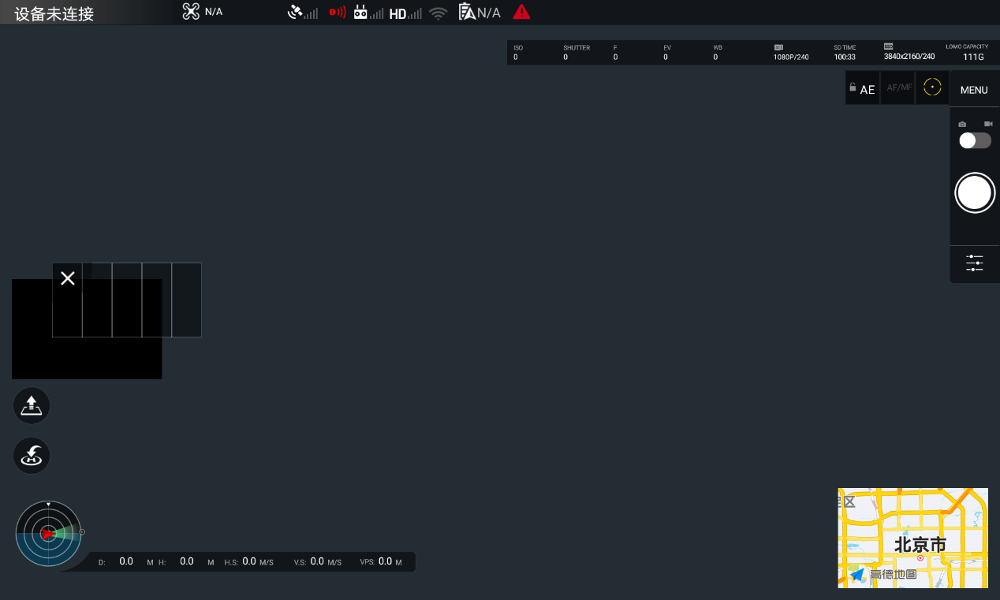 设备未连接
N/A
HD
N/A
ISO SHUTTER F EV WB SD TIME SSD LOMO CAPACITY
0 0 0 0 0 1080P/240 100:33 3840x2160/240 111G
AE AF/MF MENU
区
北京市
高德地图
D: 0.0 M H: 0.0 M H.S: 0.0 M/S V.S: 0.0 M/S VPS: 0.0 M